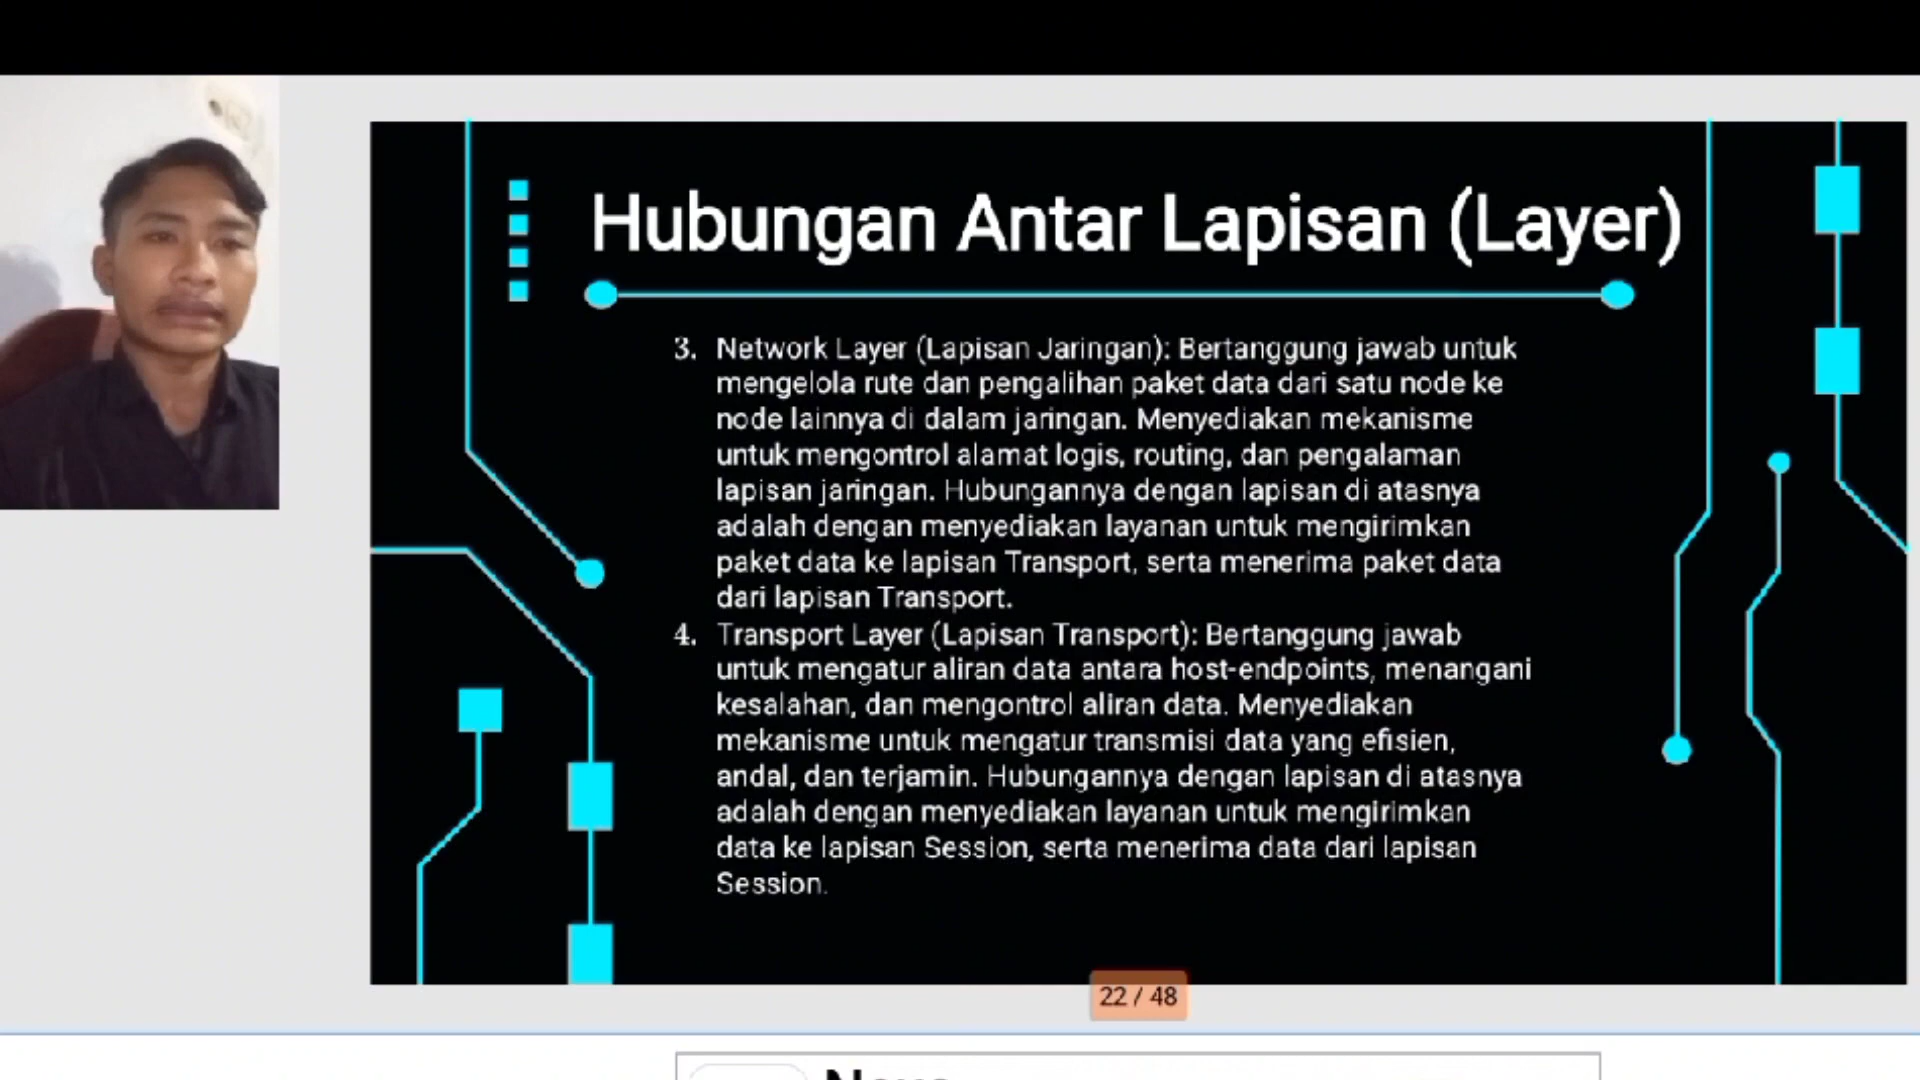 Hubungan Antar Lapisan (Layer)
3. Network Layer (Lapisan Jaringan): Bertanggung jawab untuk
mengelola rute dan pengalihan paket data dari satu node ke
node lainnya di dalam jaringan. Menyediakan mekanisme
untuk mengontrol alamat logis, routing, dan pengalaman
lapisan jaringan. Hubungannya dengan lapisan di atasnya
adalah dengan menyediakan layanan untuk mengirimkan
paket data ke lapisan Transport, serta menerima paket data
dari lapisan Transport.
4. Transport Layer (Lapisan Transport): Bertanggung jawab
untuk mengatur aliran data antara host-endpoints, menangani
kesalahan, dan mengontrol aliran data. Menyediakan
mekanisme untuk mengatur transmisi data yang efisien,
andal, dan terjamin. Hubungannya dengan lapisan di atasnya
adalah dengan menyediakan layanan untuk mengirimkan
data ke lapisan Session, serta menerima data dari lapisan
Session.
22 / 48